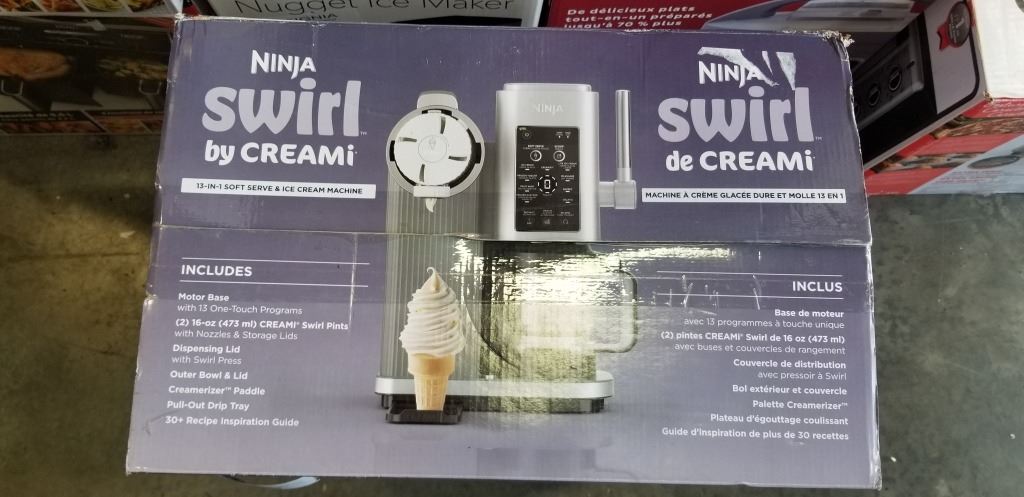 Nugget Ice Maker
De délicieux plats
tout-en-un préparés
jusqu'à 70 % plus
NINJA
swirl™
by CREAMi®
13-IN-1 SOFT SERVE & ICE CREAM MACHINE
NINJA
NINJA
swirl™
de CREAMi®
MACHINE À CRÈME GLACÉE DURE ET MOLLE 13 EN 1
INCLUDES
Motor Base
with 13 One-Touch Programs
(2) 16-oz (473 ml) CREAMi® Swirl Pints
with Nozzles & Storage Lids
Dispensing Lid
with Swirl Press
Outer Bowl & Lid
Creamerizer™ Paddle
Pull-Out Drip Tray
30+ Recipe Inspiration Guide
INCLUS
Base de moteur
avec 13 programmes à touche unique
(2) pintes CREAMi® Swirl de 16 oz (473 ml)
avec buses et couvercles de rangement
Couvercle de distribution
avec pressoir à Swirl
Bol extérieur et couvercle
Palette Creamerizer™
Plateau d'égouttage coulissant
Guide d'inspiration de plus de 30 recettes